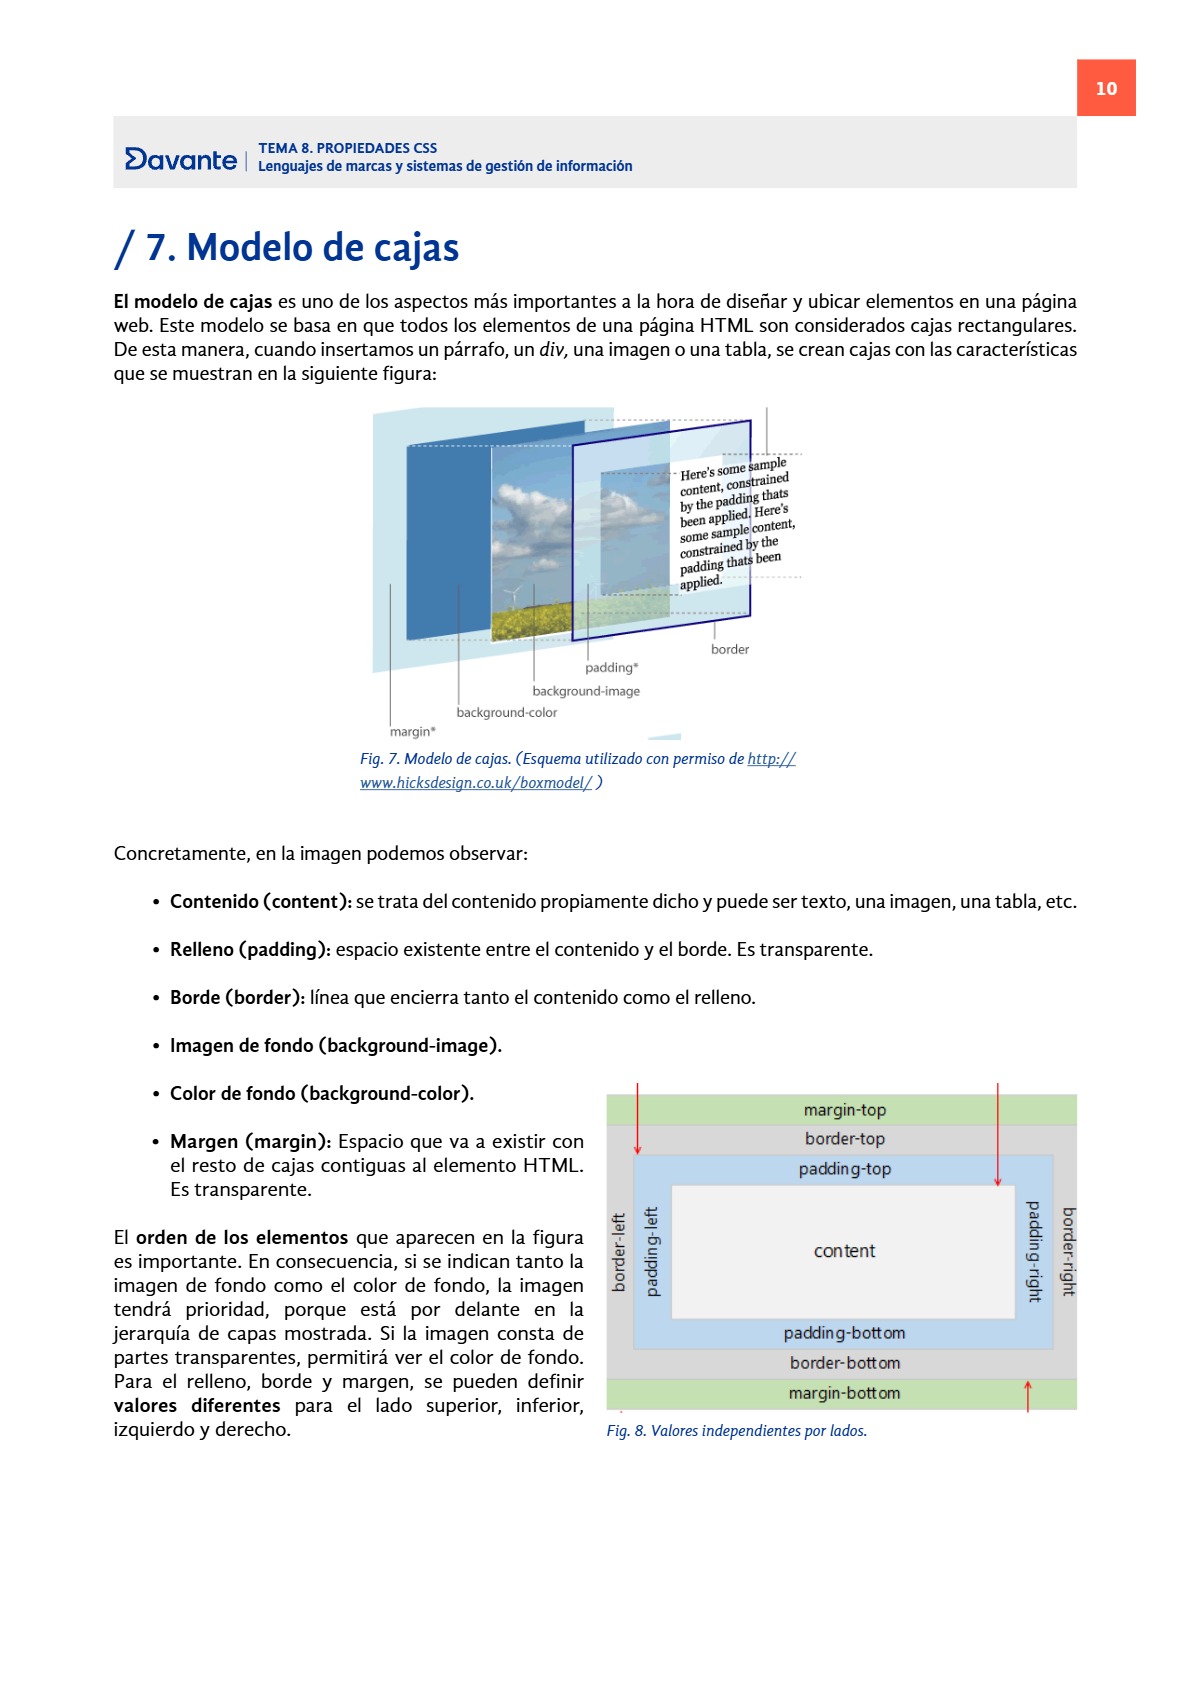 10
Davante
TEMA 8. PROPIEDADES CSS
Lenguajes de marcas y sistemas de gestión de información
/ 7. Modelo de cajas
El modelo de cajas es uno de los aspectos más importantes a la hora de diseñar y ubicar elementos en una página
web. Este modelo se basa en que todos los elementos de una página HTML son considerados cajas rectangulares.
De esta manera, cuando insertamos un párrafo, un div, una imagen o una tabla, se crean cajas con las características
que se muestran en la siguiente figura:
Here's some sample
content, constrained
by the padding thats
been applied. Here's
some sample content,
constrained by the
padding thats been
applied.
border
padding*
background-image
background-color
margin*
Fig. 7. Modelo de cajas. (Esquema utilizado con permiso de http://
www.hicksdesign.co.uk/boxmodel/ )
Concretamente, en la imagen podemos observar:
• Contenido (content): se trata del contenido propiamente dicho y puede ser texto, una imagen, una tabla, etc.
• Relleno (padding): espacio existente entre el contenido y el borde. Es transparente.
• Borde (border): línea que encierra tanto el contenido como el relleno.
• Imagen de fondo (background-image).
• Color de fondo (background-color).
• Margen (margin): Espacio que va a existir con
el resto de cajas contiguas al elemento HTML.
Es transparente.
El orden de los elementos que aparecen en la figura
es importante. En consecuencia, si se indican tanto la
imagen de fondo como el color de fondo, la imagen
tendrá prioridad, porque está por delante en la
jerarquía de capas mostrada. Si la imagen consta de
partes transparentes, permitirá ver el color de fondo.
Para el relleno, borde y margen, se pueden definir
valores diferentes para el lado superior, inferior,
izquierdo y derecho.
margin-top
border-top
padding-top
border-left
padding-left
content
padding-right
border-right
padding-bottom
border-bottom
margin-bottom
Fig. 8. Valores independientes por lados.